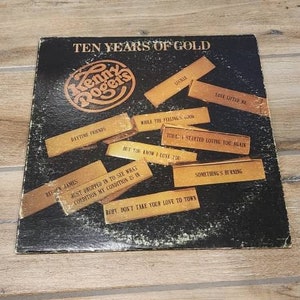 TEN YEARS OF GOLD
Kenny
Rogers
LUCILLE
LOVE LIFTED ME
WHILE THE FEELING'S GOOD
DAYTIME FRIENDS
TODAY I STARTED LOVING YOU AGAIN
BUT YOU KNOW I LOVE YOU
SOMETHING'S BURNING
REUBEN JAMES
JUST DROPPED IN TO SEE WHAT
CONDITION MY CONDITION IS IN
RUBY, DON'T TAKE YOUR LOVE TO TOWN